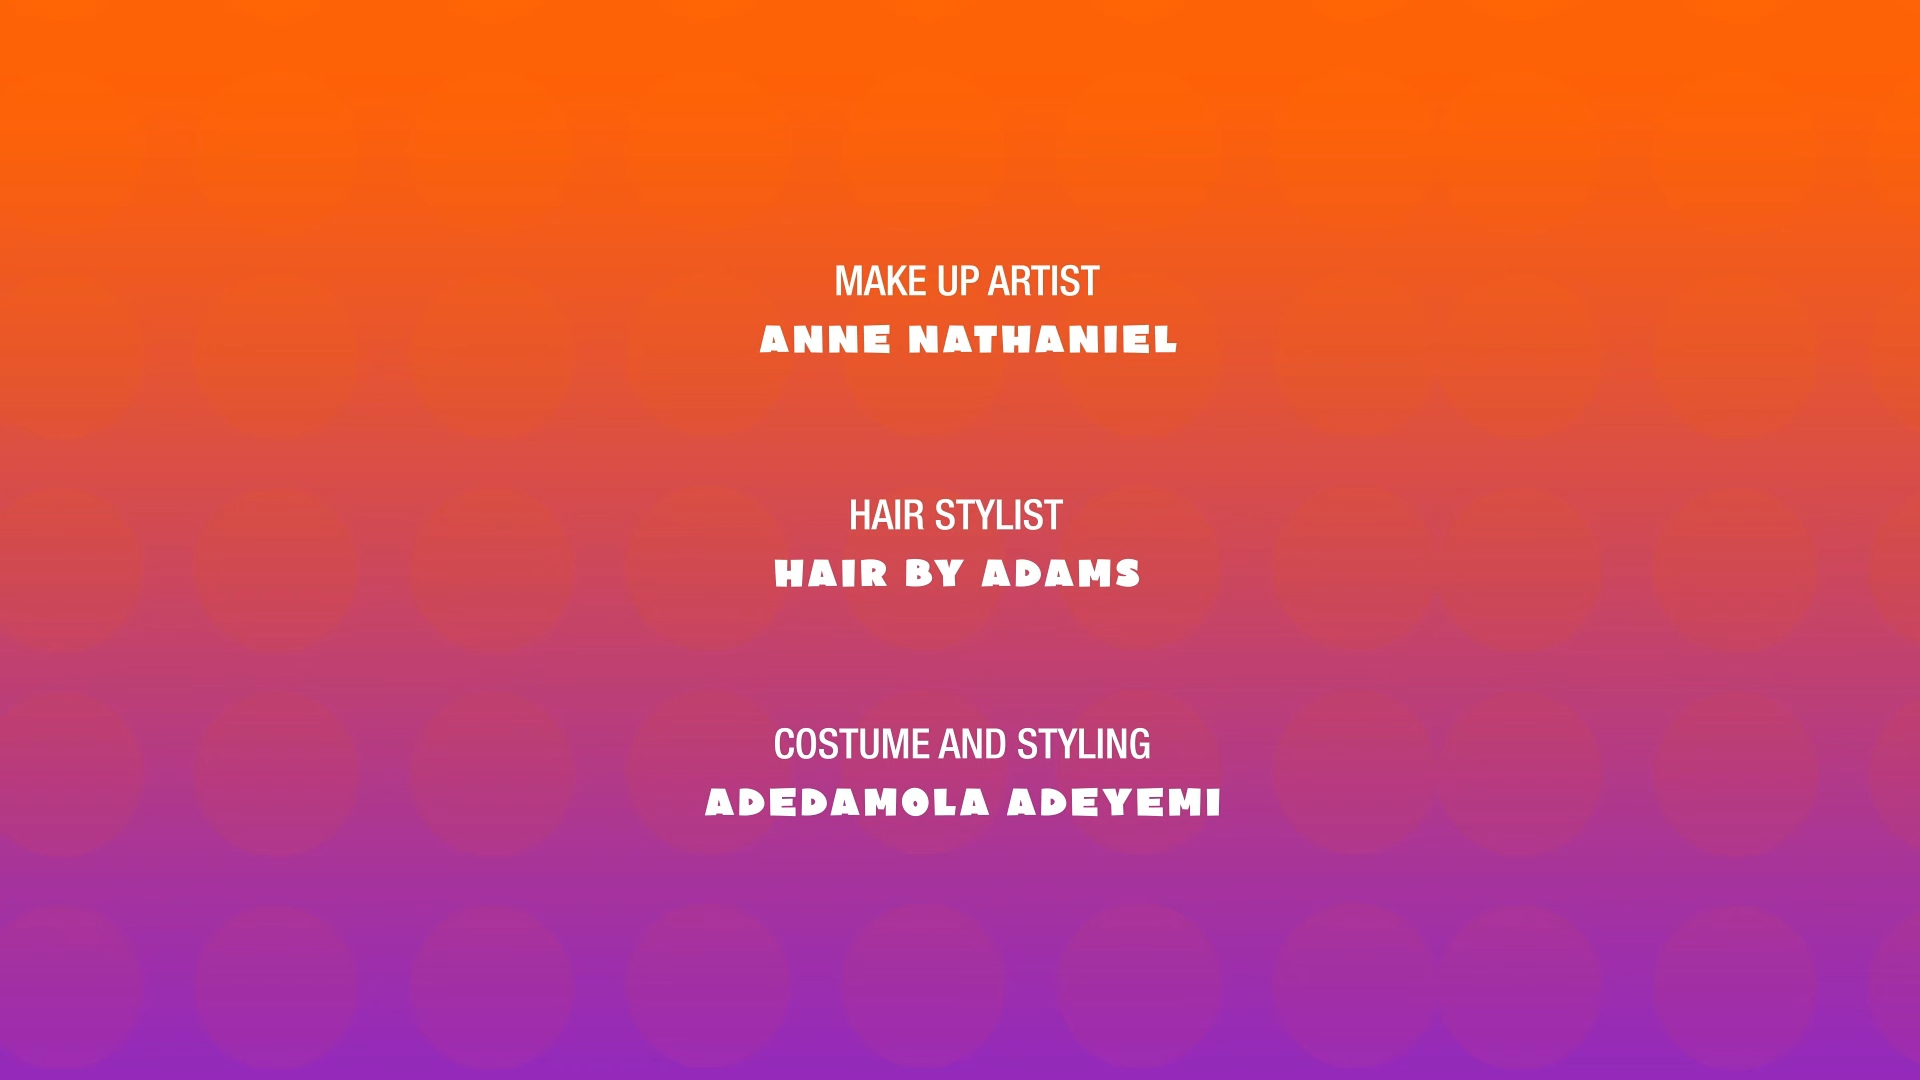 MAKE UP ARTIST
ANNE NATHANIEL
HAIR STYLIST
HAIR BY ADAMS
COSTUME AND STYLING
ADEDAMOLA ADEYEMI